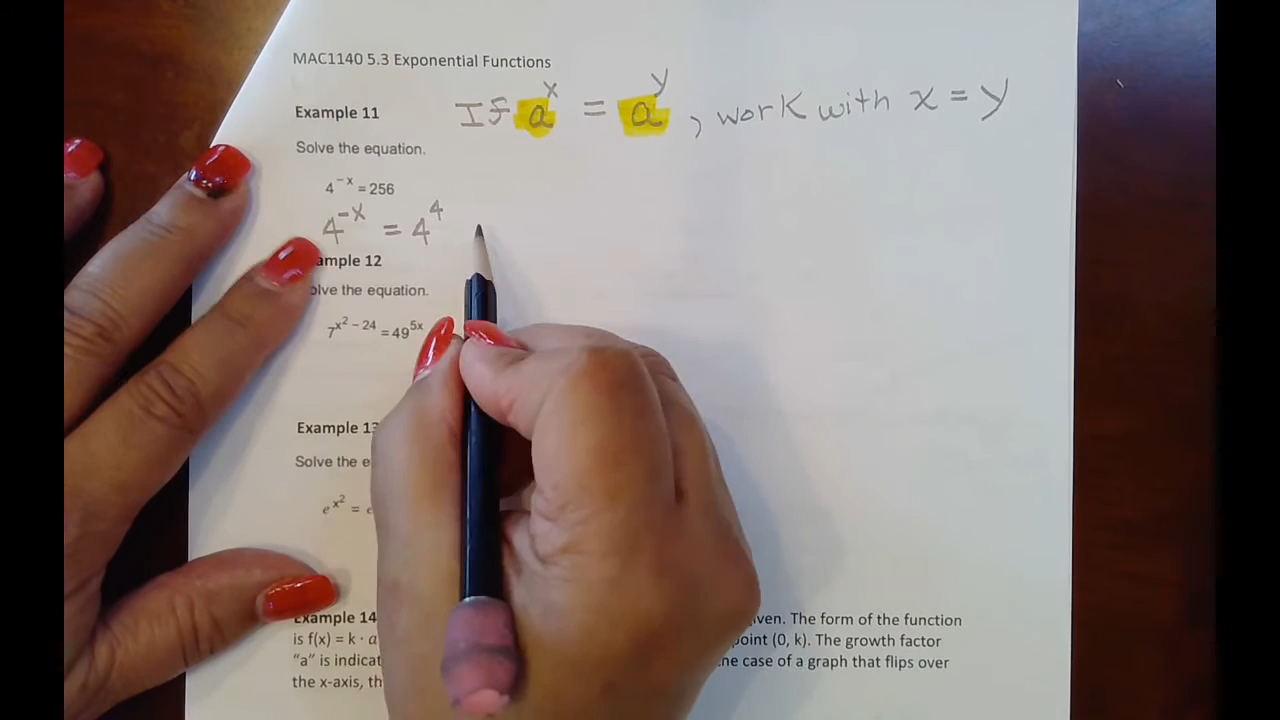 MAC1140 5.3 Exponential Functions
Example 11
If a^x = a^y, work with x = y
Solve the equation.
4^-x = 256
4^-x = 4^4
ample 12
olve the equation.
7^x² - 24 = 49^5x
Example 13
Solve the e
e^x² = e
Example 14 ven. The form of the function
is f(x) = k · a point (0, k). The growth factor
"a" is indicat he case of a graph that flips over
the x-axis, th